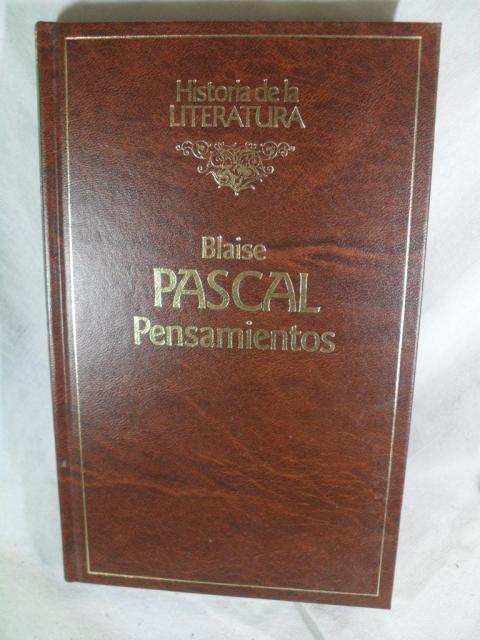 Historia de la
LITERATURA
Blaise
PASCAL
Pensamientos